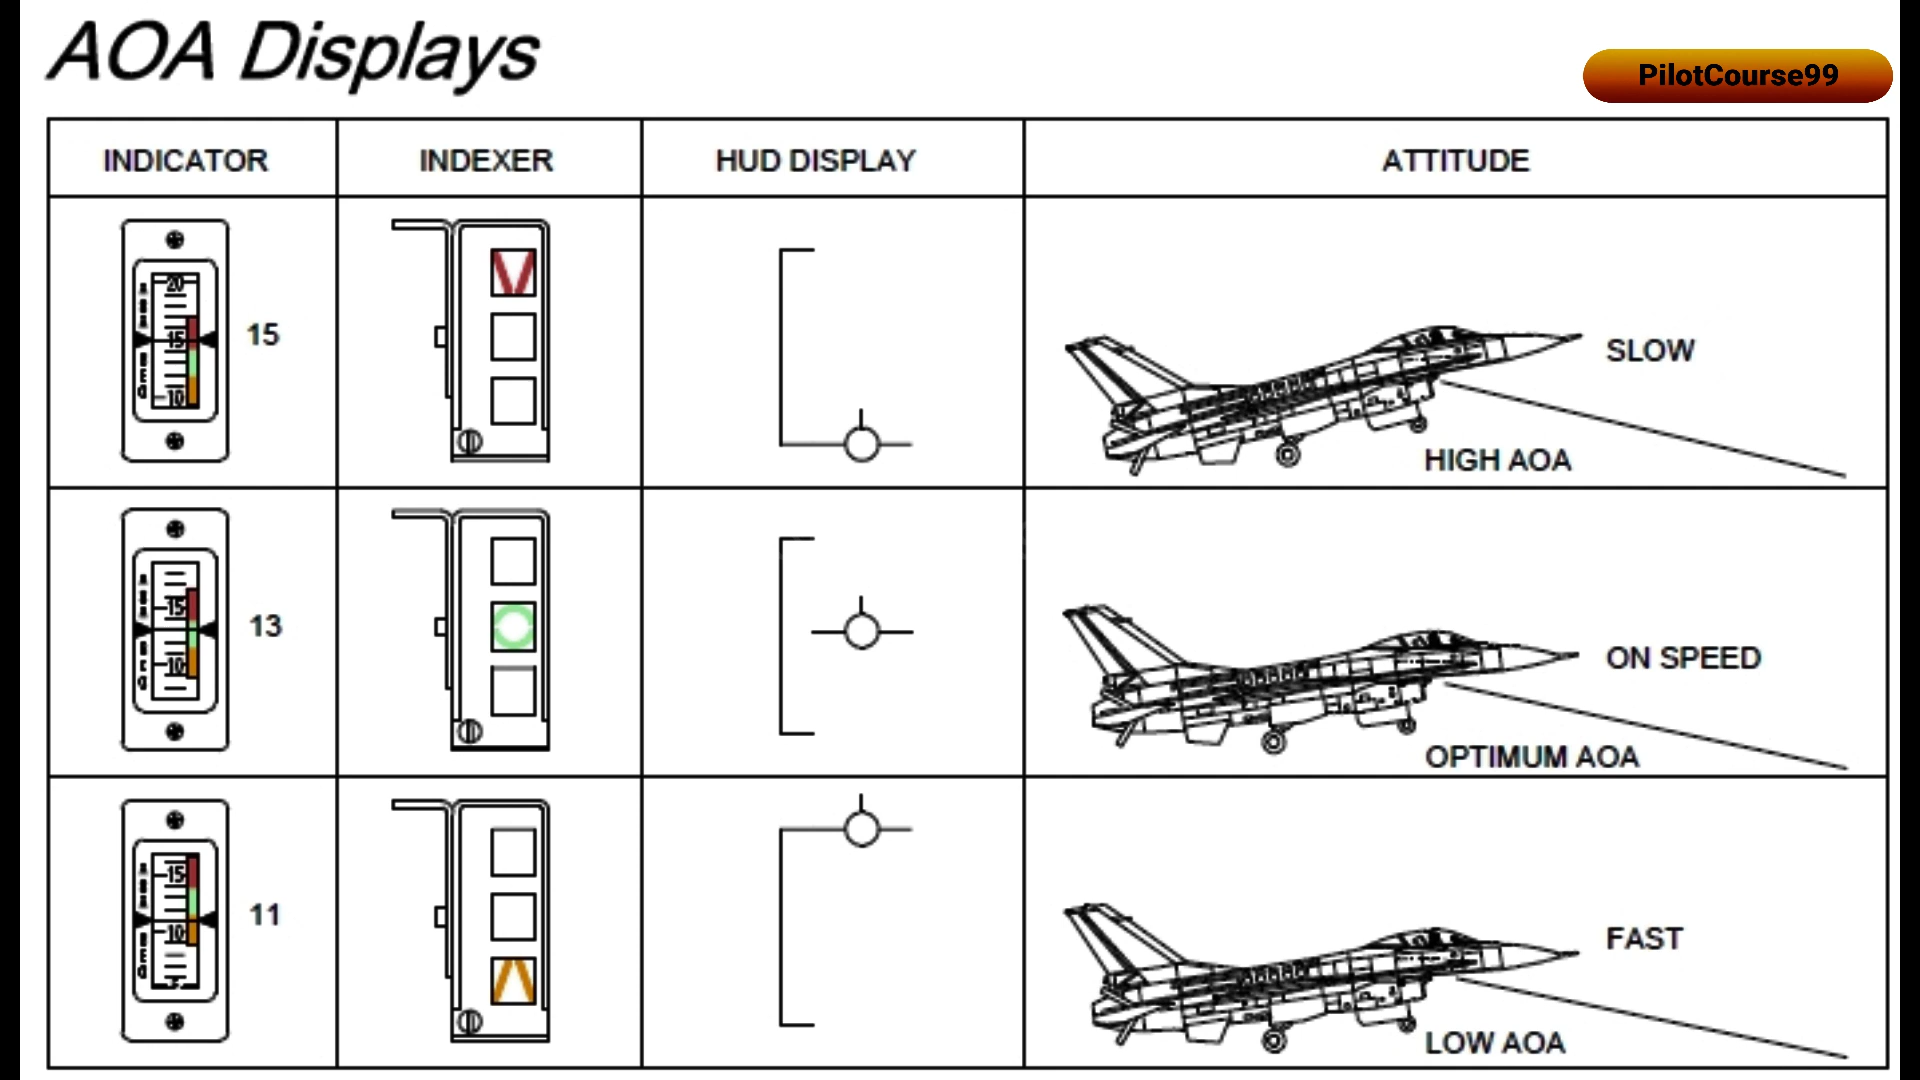 AOA Displays
PilotCourse99
INDICATOR INDEXER HUD DISPLAY ATTITUDE
20
15
10
15
SLOW
HIGH AOA
15
10
13
ON SPEED
OPTIMUM AOA
15
10
11
FAST
LOW AOA